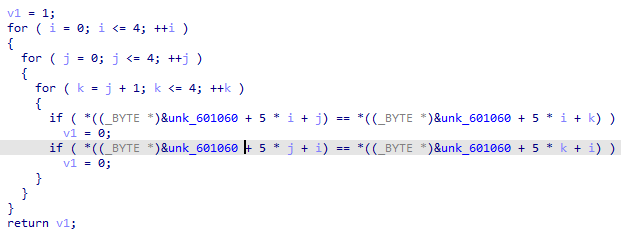 v1 = 1;
for ( i = 0; i <= 4; ++i )
{
for ( j = 0; j <= 4; ++j )
{
for ( k = j + 1; k <= 4; ++k )
{
if ( *((_BYTE *)&unk_601060 + 5 * i + j) == *((_BYTE *)&unk_601060 + 5 * i + k) )
v1 = 0;
if ( *((_BYTE *)&unk_601060 + 5 * j + i) == *((_BYTE *)&unk_601060 + 5 * k + i) )
v1 = 0;
}
}
}
return v1;